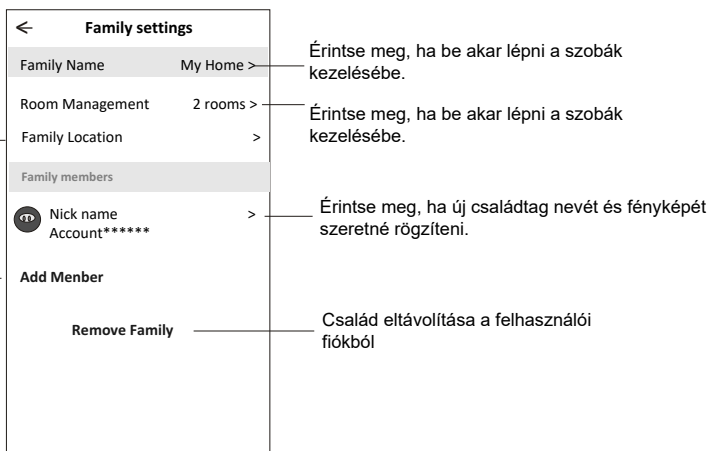 ← Family settings
Family Name My Home >
Room Management 2 rooms >
Family Location >
Family members
Nick name >
Account******
Add Menber
Remove Family
Érintse meg, ha be akar lépni a szobák
kezelésébe.
Érintse meg, ha be akar lépni a szobák
kezelésébe.
Érintse meg, ha új családtag nevét és fényképét
szeretné rögzíteni.
Család eltávolítása a felhasználói
fiókból